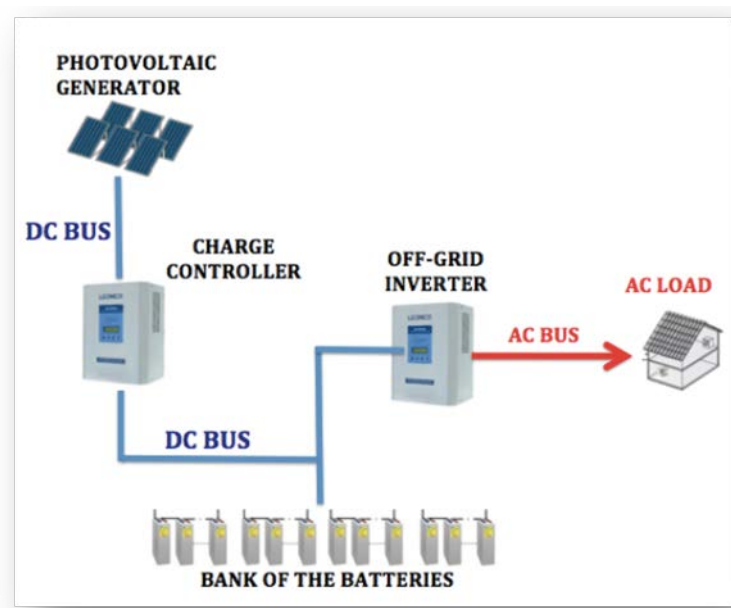 PHOTOVOLTAIC
GENERATOR
DC BUS
CHARGE
CONTROLLER
OFF-GRID
INVERTER
AC LOAD
AC BUS
DC BUS
BANK OF THE BATTERIES